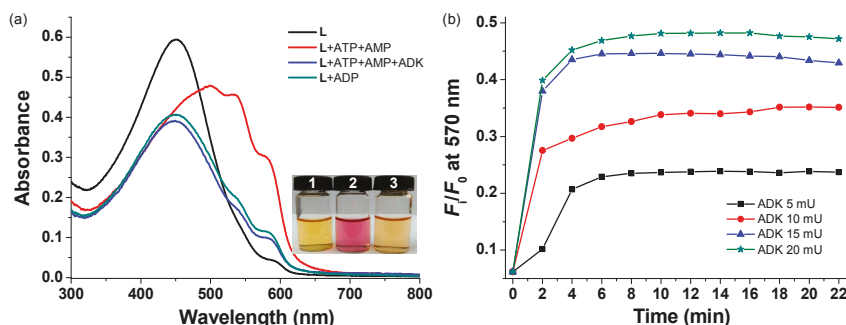 (a)
Absorbance
0.6
0.5
0.4
0.3
0.2
0.1
0.0
L
L+ATP+AMP
L+ATP+AMP+ADK
L+ADP
1 2 3
300 400 500 600 700 800
Wavelength (nm)
(b)
Fi/F0 at 570 nm
0.5
0.4
0.3
0.2
0.1
ADK 5 mU
ADK 10 mU
ADK 15 mU
ADK 20 mU
0 2 4 6 8 10 12 14 16 18 20 22
Time (min)